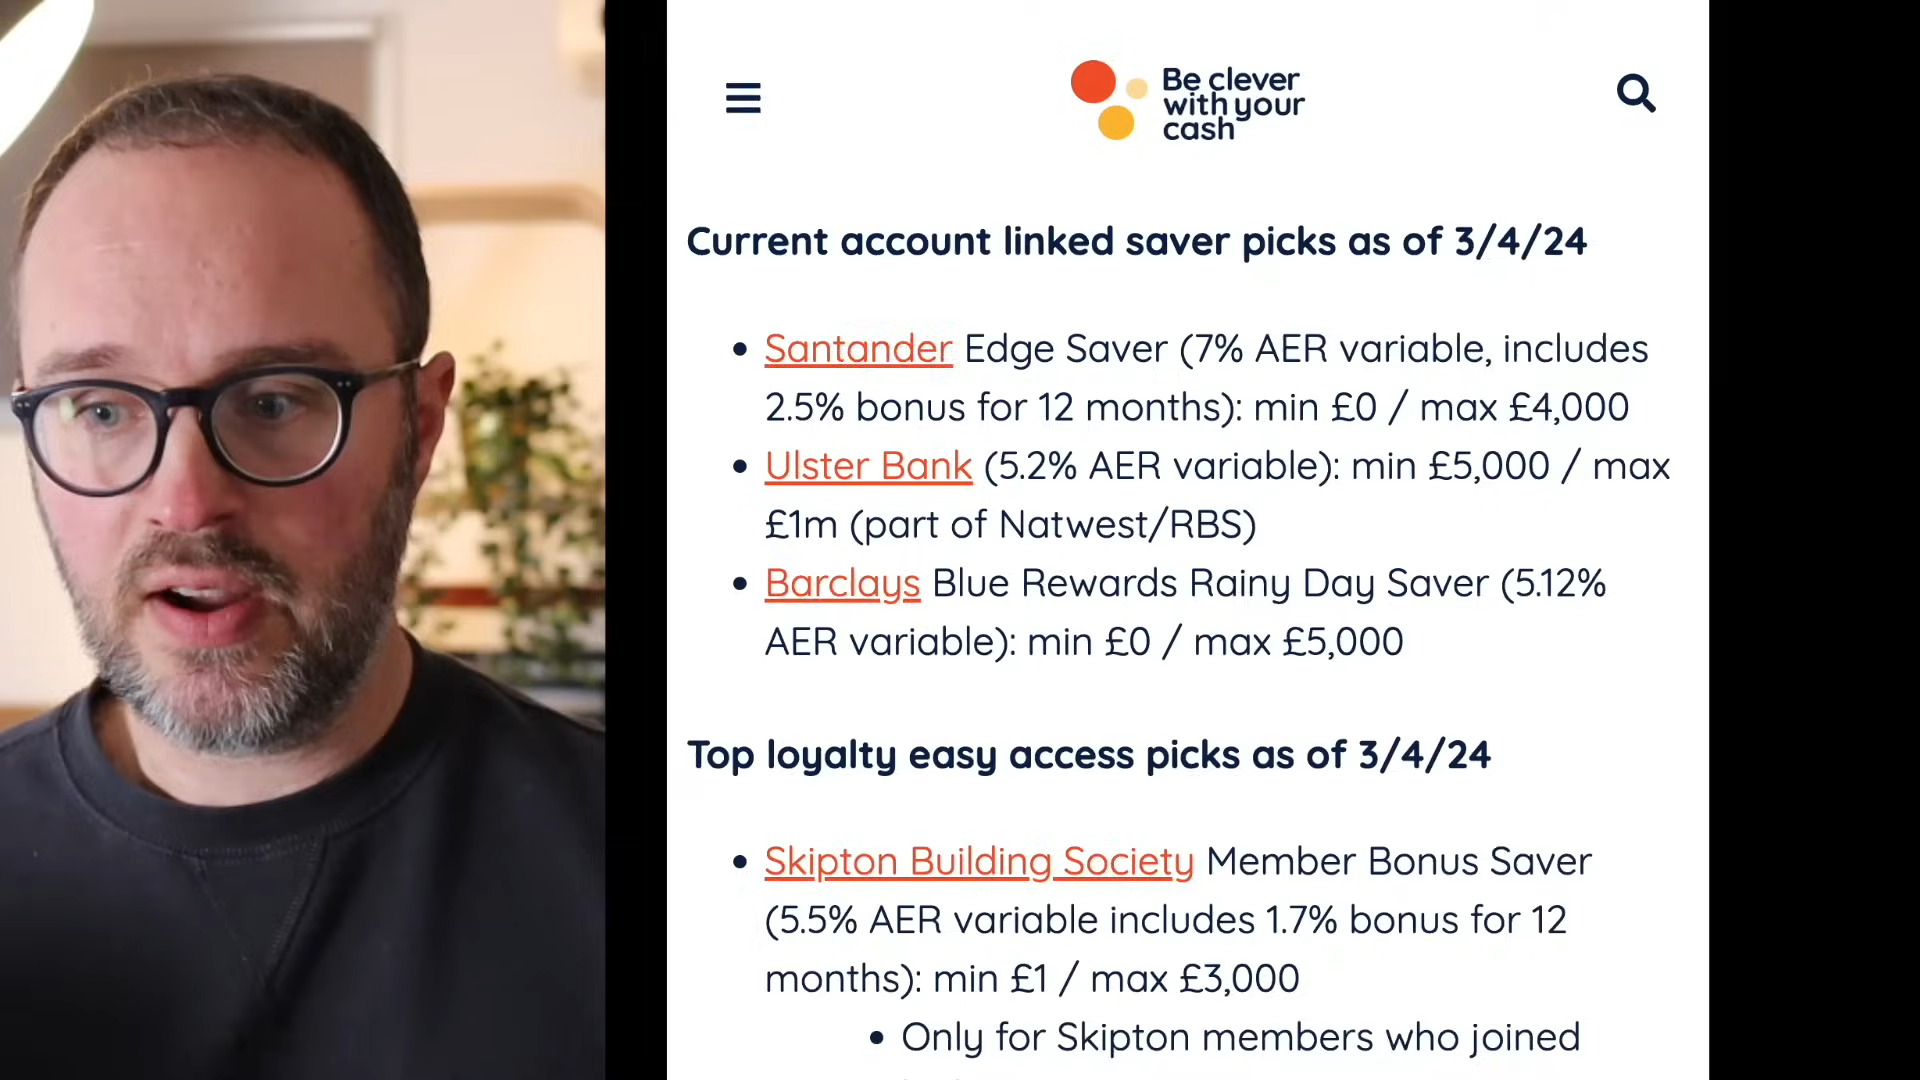 Be clever
with your
cash
Current account linked saver picks as of 3/4/24
Santander Edge Saver (7% AER variable, includes
2.5% bonus for 12 months): min £0 / max £4,000
Ulster Bank (5.2% AER variable): min £5,000 / max
£1m (part of Natwest/RBS)
Barclays Blue Rewards Rainy Day Saver (5.12%
AER variable): min £0 / max £5,000
Top loyalty easy access picks as of 3/4/24
Skipton Building Society Member Bonus Saver
(5.5% AER variable includes 1.7% bonus for 12
months): min £1 / max £3,000
Only for Skipton members who joined